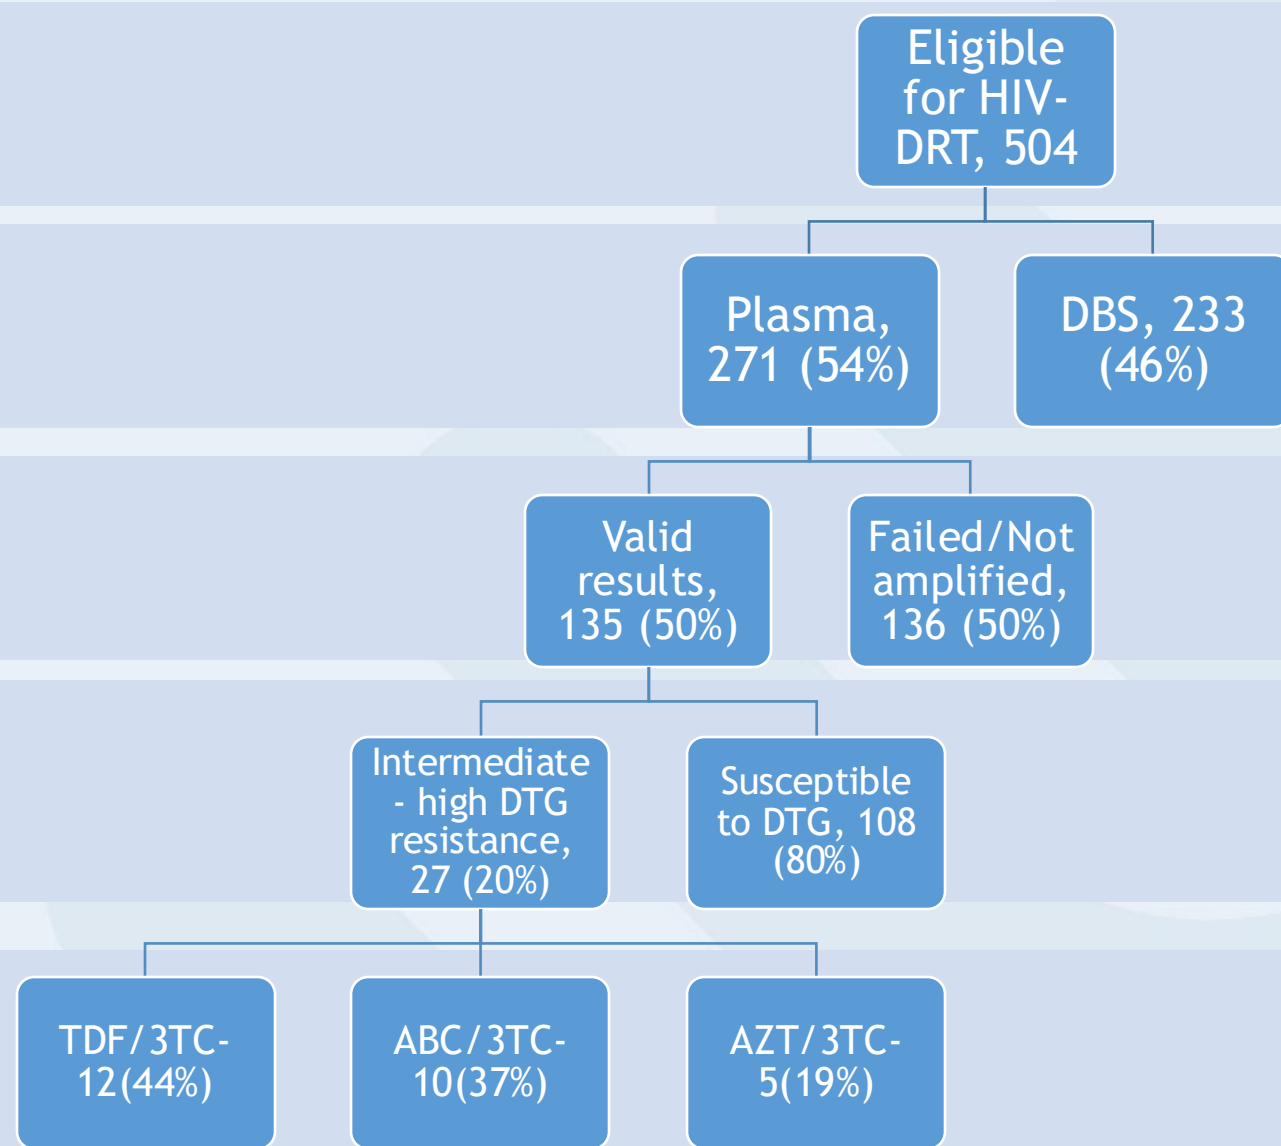 Eligible
for HIV-
DRT, 504
Plasma,
271 (54%)
DBS, 233
(46%)
Valid
results,
135 (50%)
Failed/Not
amplified,
136 (50%)
Intermediate
- high DTG
resistance,
27 (20%)
Susceptible
to DTG, 108
(80%)
TDF/3TC-
12(44%)
ABC/3TC-
10(37%)
AZT/3TC-
5(19%)